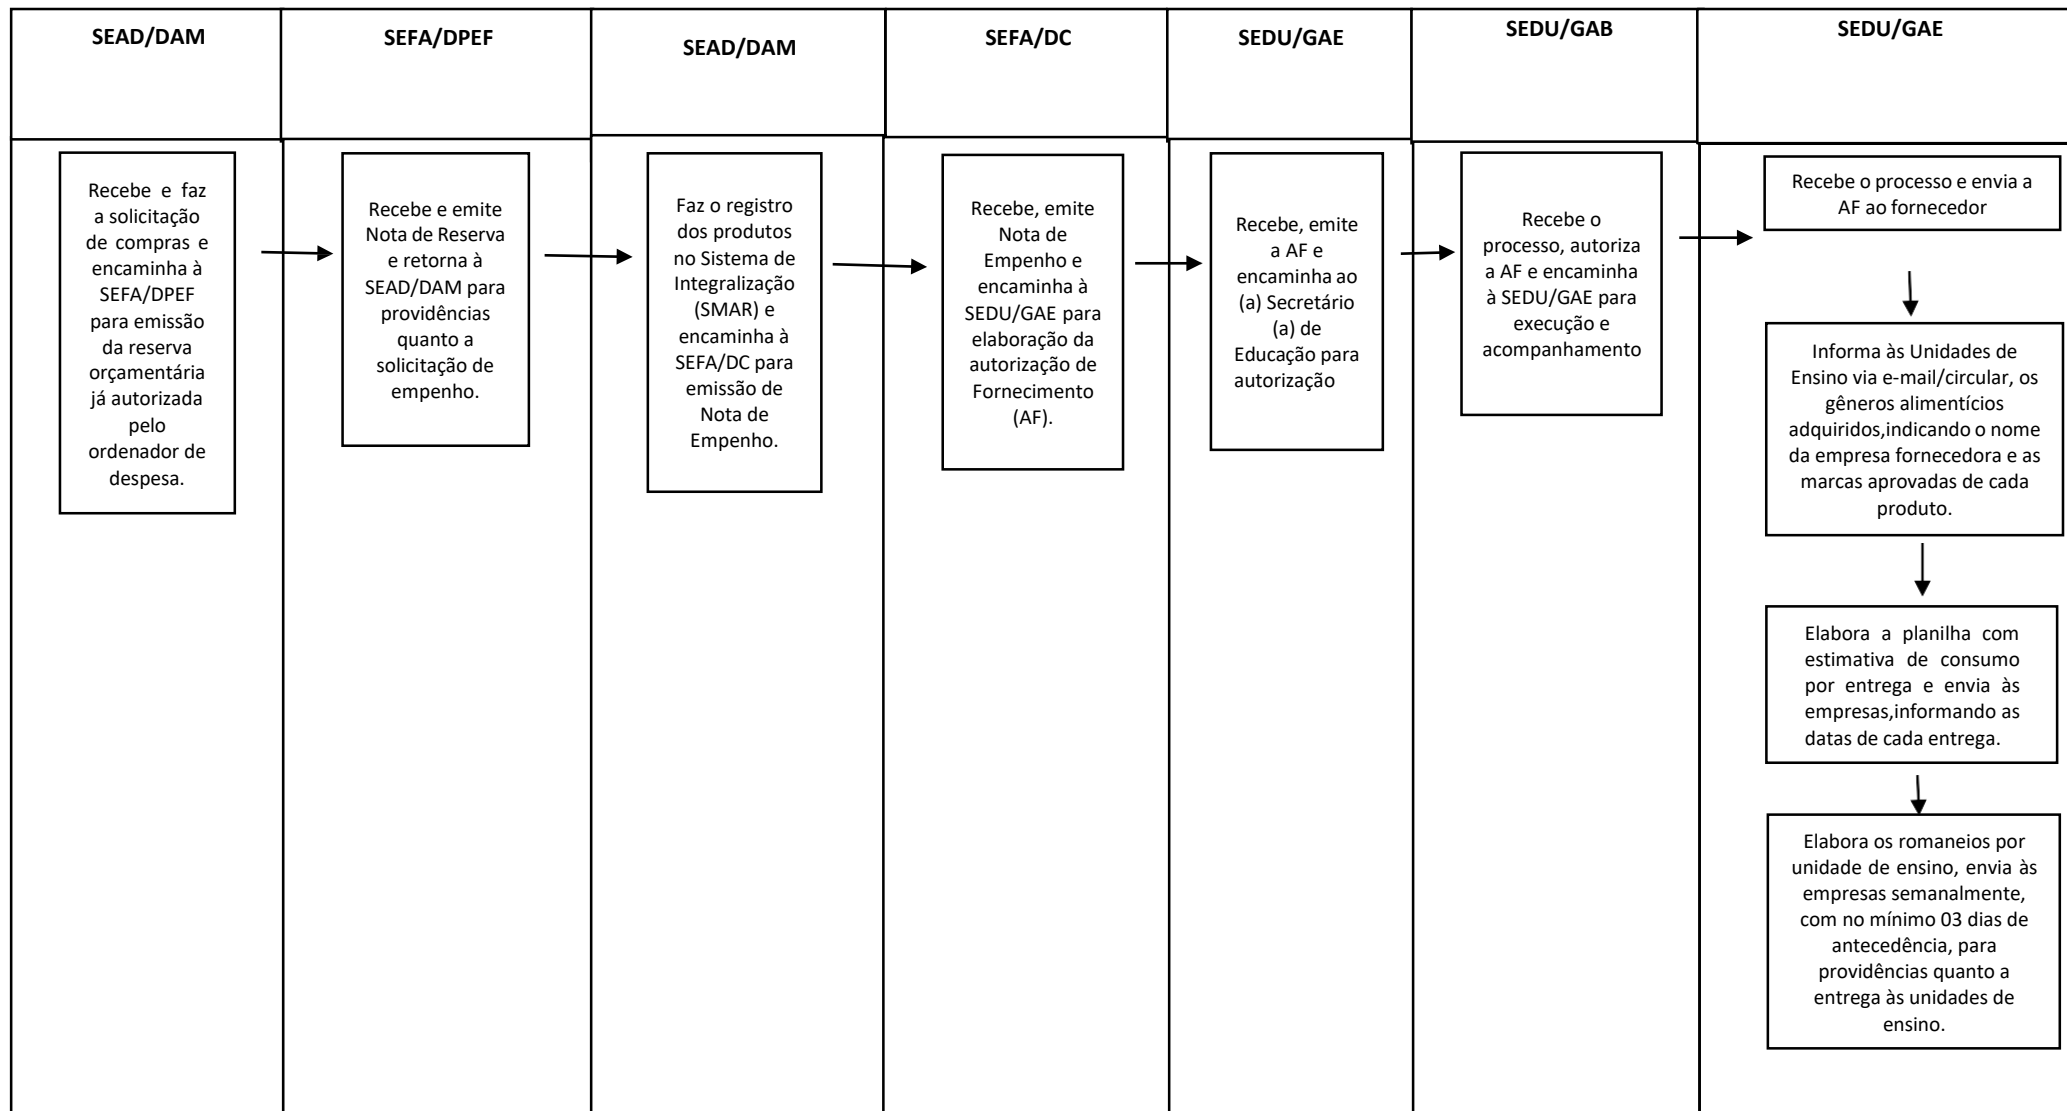 SEAD/DAM
SEFA/DPEF
SEAD/DAM
SEFA/DC
SEDU/GAE
SEDU/GAB
SEDU/GAE
Recebe e faz
a solicitação
de compras e
encaminha à
SEFA/DPEF
para emissão
da reserva
orçamentária
já autorizada
pelo
ordenador de
despesa.
Recebe e emite
Nota de Reserva
e retorna à
SEAD/DAM para
providências
quanto a
solicitação de
empenho.
Faz o registro
dos produtos
no Sistema de
Integralização
(SMAR) e
encaminha à
SEFA/DC para
emissão de
Nota de
Empenho.
Recebe, emite
Nota de
Empenho e
encaminha à
SEDU/GAE para
elaboração da
autorização de
Fornecimento
(AF).
Recebe, emite
a AF e
encaminha ao
(a) Secretário
(a) de
Educação para
autorização
Recebe o
processo, autoriza
a AF e encaminha
à SEDU/GAE para
execução e
acompanhamento
Recebe o processo e envia a
AF ao fornecedor
Informa às Unidades de
Ensino via e-mail/circular, os
gêneros alimentícios
adquiridos,indicando o nome
da empresa fornecedora e as
marcas aprovadas de cada
produto.
Elabora a planilha com
estimativa de consumo
por entrega e envia às
empresas,informando as
datas de cada entrega.
Elabora os romaneios por
unidade de ensino, envia às
empresas semanalmente,
com no mínimo 03 dias de
antecedência, para
providências quanto a
entrega às unidades de
ensino.